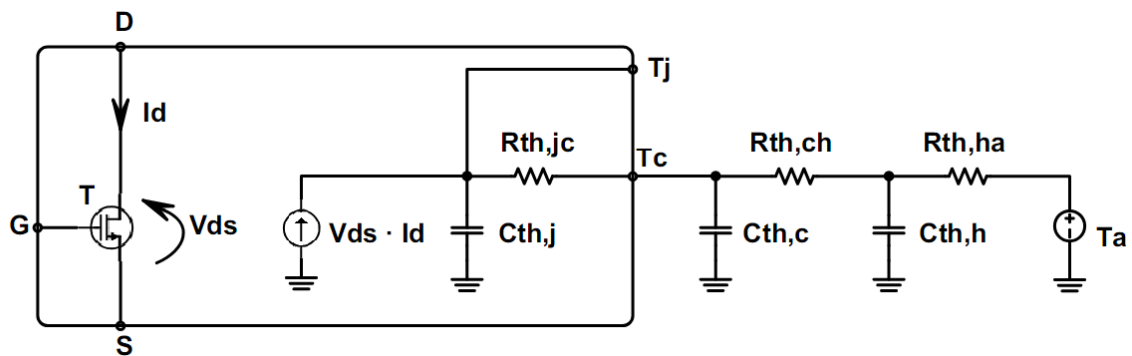 D
Id
T
G
Vds
S
Vds · Id
Rth,jc
Cth,j
Tj
Tc
Rth,ch
Cth,c
Rth,ha
Cth,h
Ta